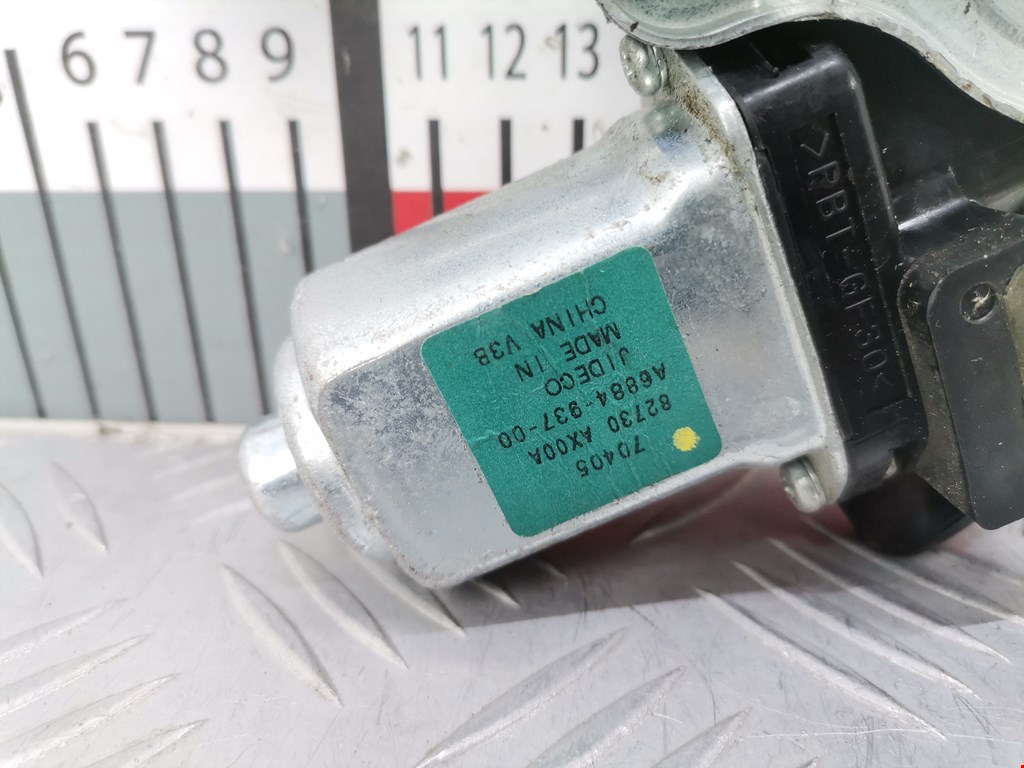 6 7 8 9 11 12 13
>PBT-GF30<
70405
82730 AX00A
A6884-937-00
JIDECO
MADE IN
CHINA V3B